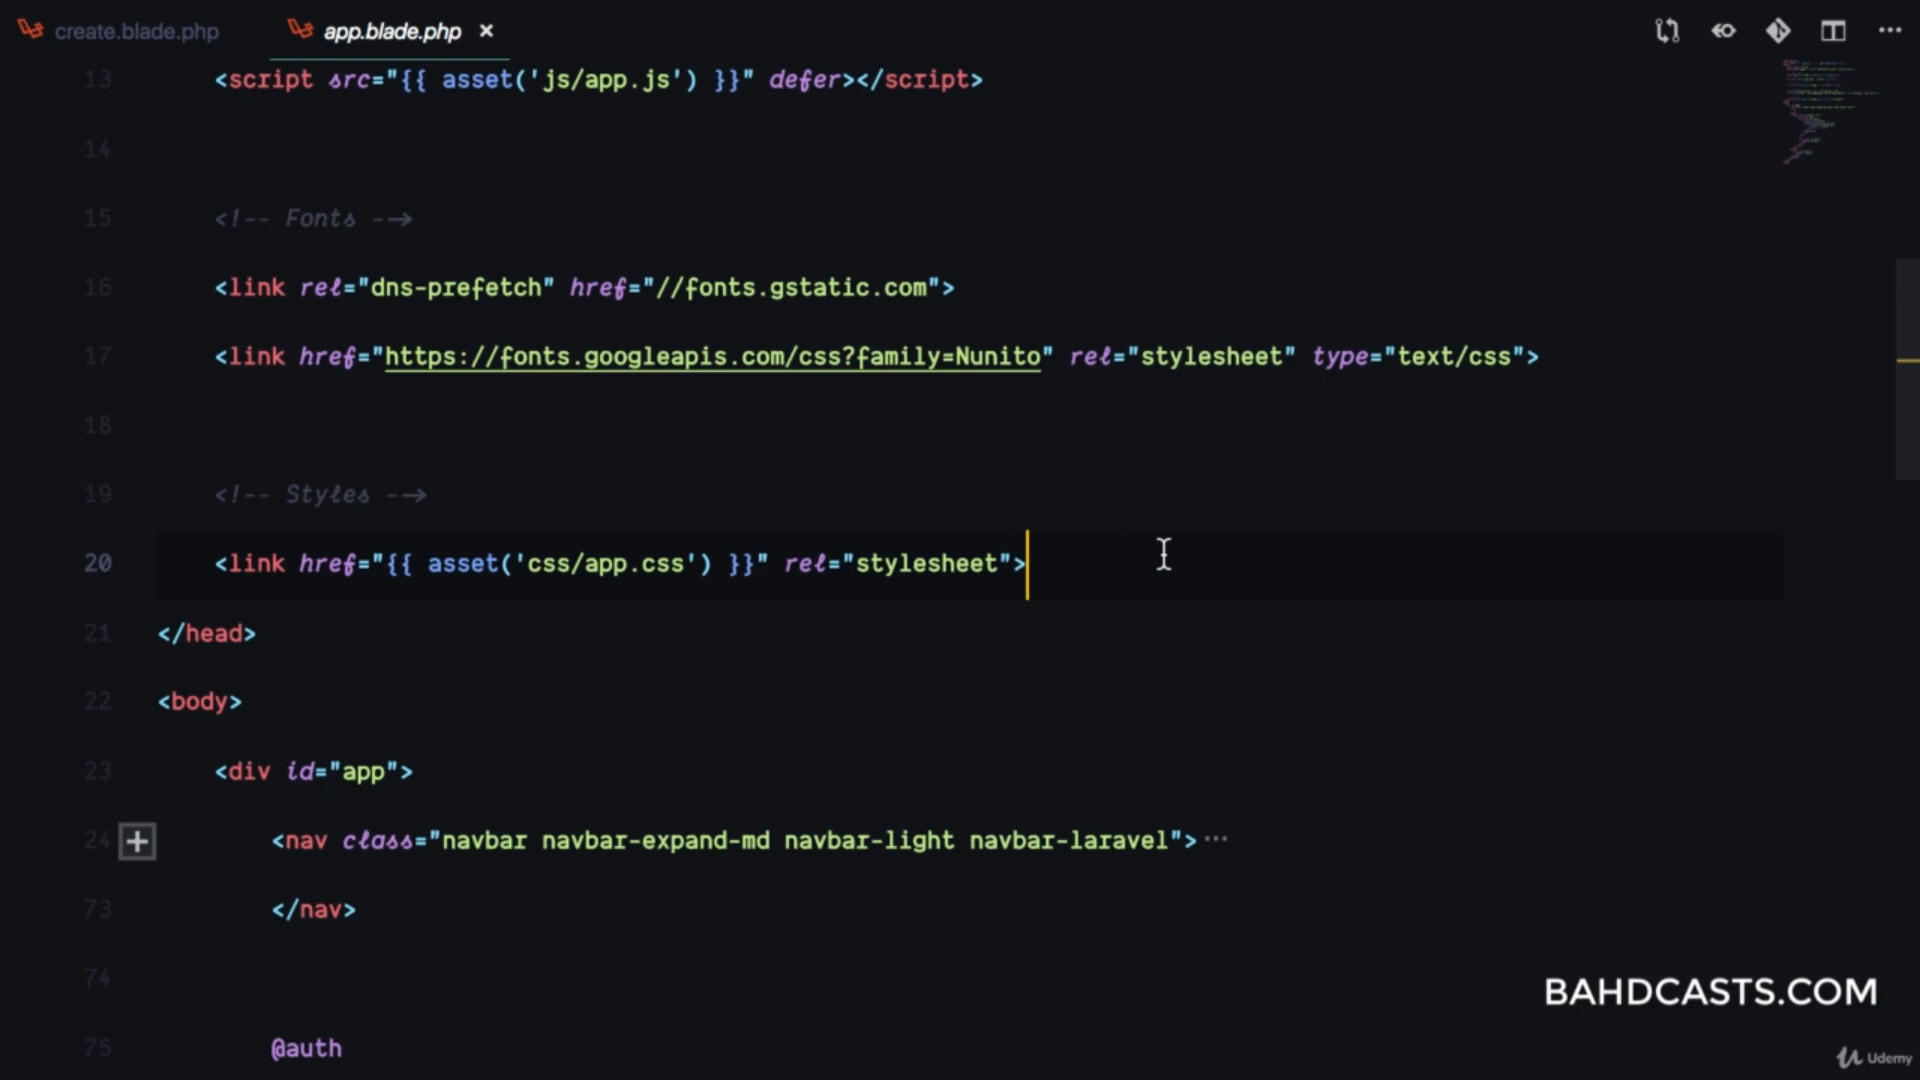 create.blade.php
app.blade.php ×
13 <script src="{{ asset('js/app.js') }}" defer></script>
14
15 <!-- Fonts -->
16 <link rel="dns-prefetch" href="//fonts.gstatic.com">
17 <link href="https://fonts.googleapis.com/css?family=Nunito" rel="stylesheet" type="text/css">
18
19 <!-- Styles -->
20 <link href="{{ asset('css/app.css') }}" rel="stylesheet">
21 </head>
22 <body>
23 <div id="app">
24 <nav class="navbar navbar-expand-md navbar-light navbar-laravel">…
73 </nav>
74
75 @auth
BAHDCASTS.COM
Udemy